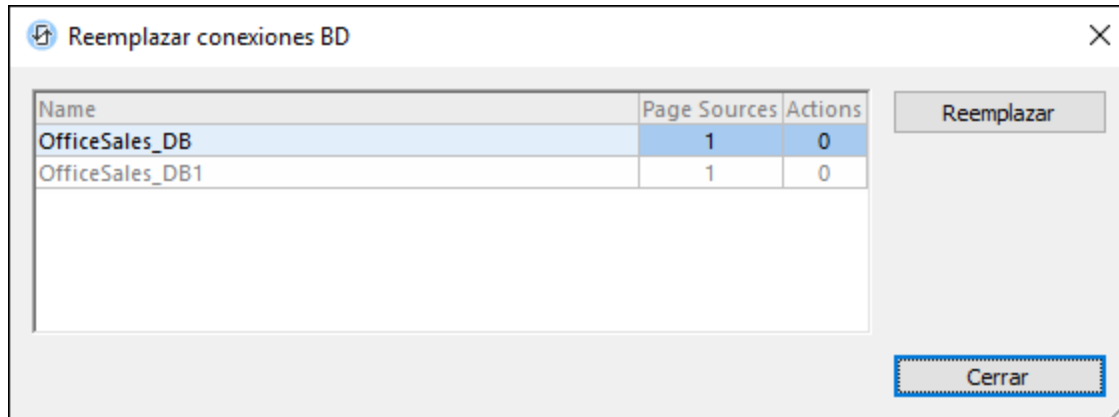 Reemplazar conexiones BD
Name Page Sources Actions Reemplazar
OfficeSales_DB 1 0
OfficeSales_DB1 1 0
Cerrar